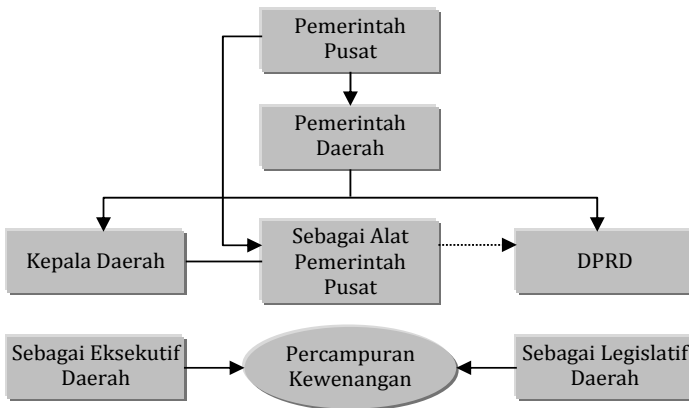 Pemerintah
Pusat
Pemerintah
Daerah
Kepala Daerah
Sebagai Alat
Pemerintah
Pusat
DPRD
Sebagai Eksekutif
Daerah
Percampuran
Kewenangan
Sebagai Legislatif
Daerah